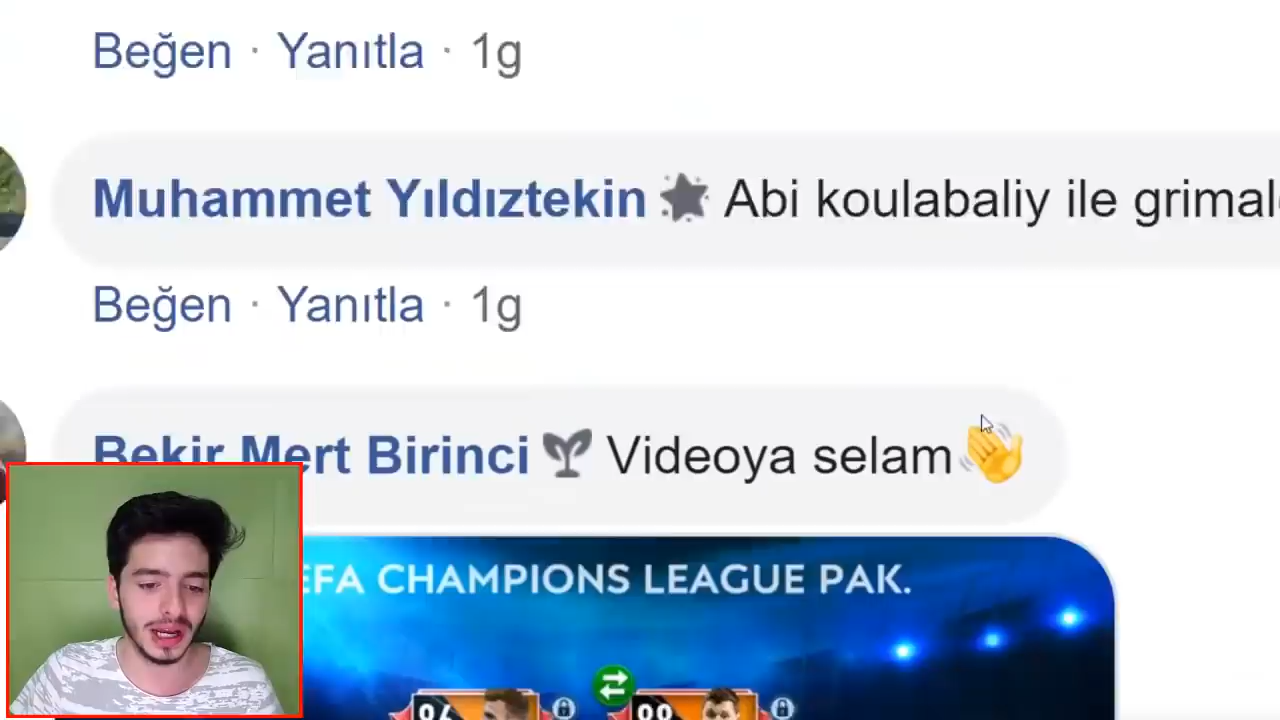 Beğen · Yanıtla · 1g
Muhammet Yıldıztekin Abi koulabaliy ile
Beğen · Yanıtla · 1g
Bekir Mert Birinci Videoya selam
EFA CHAMPIONS LEAGUE PAK.